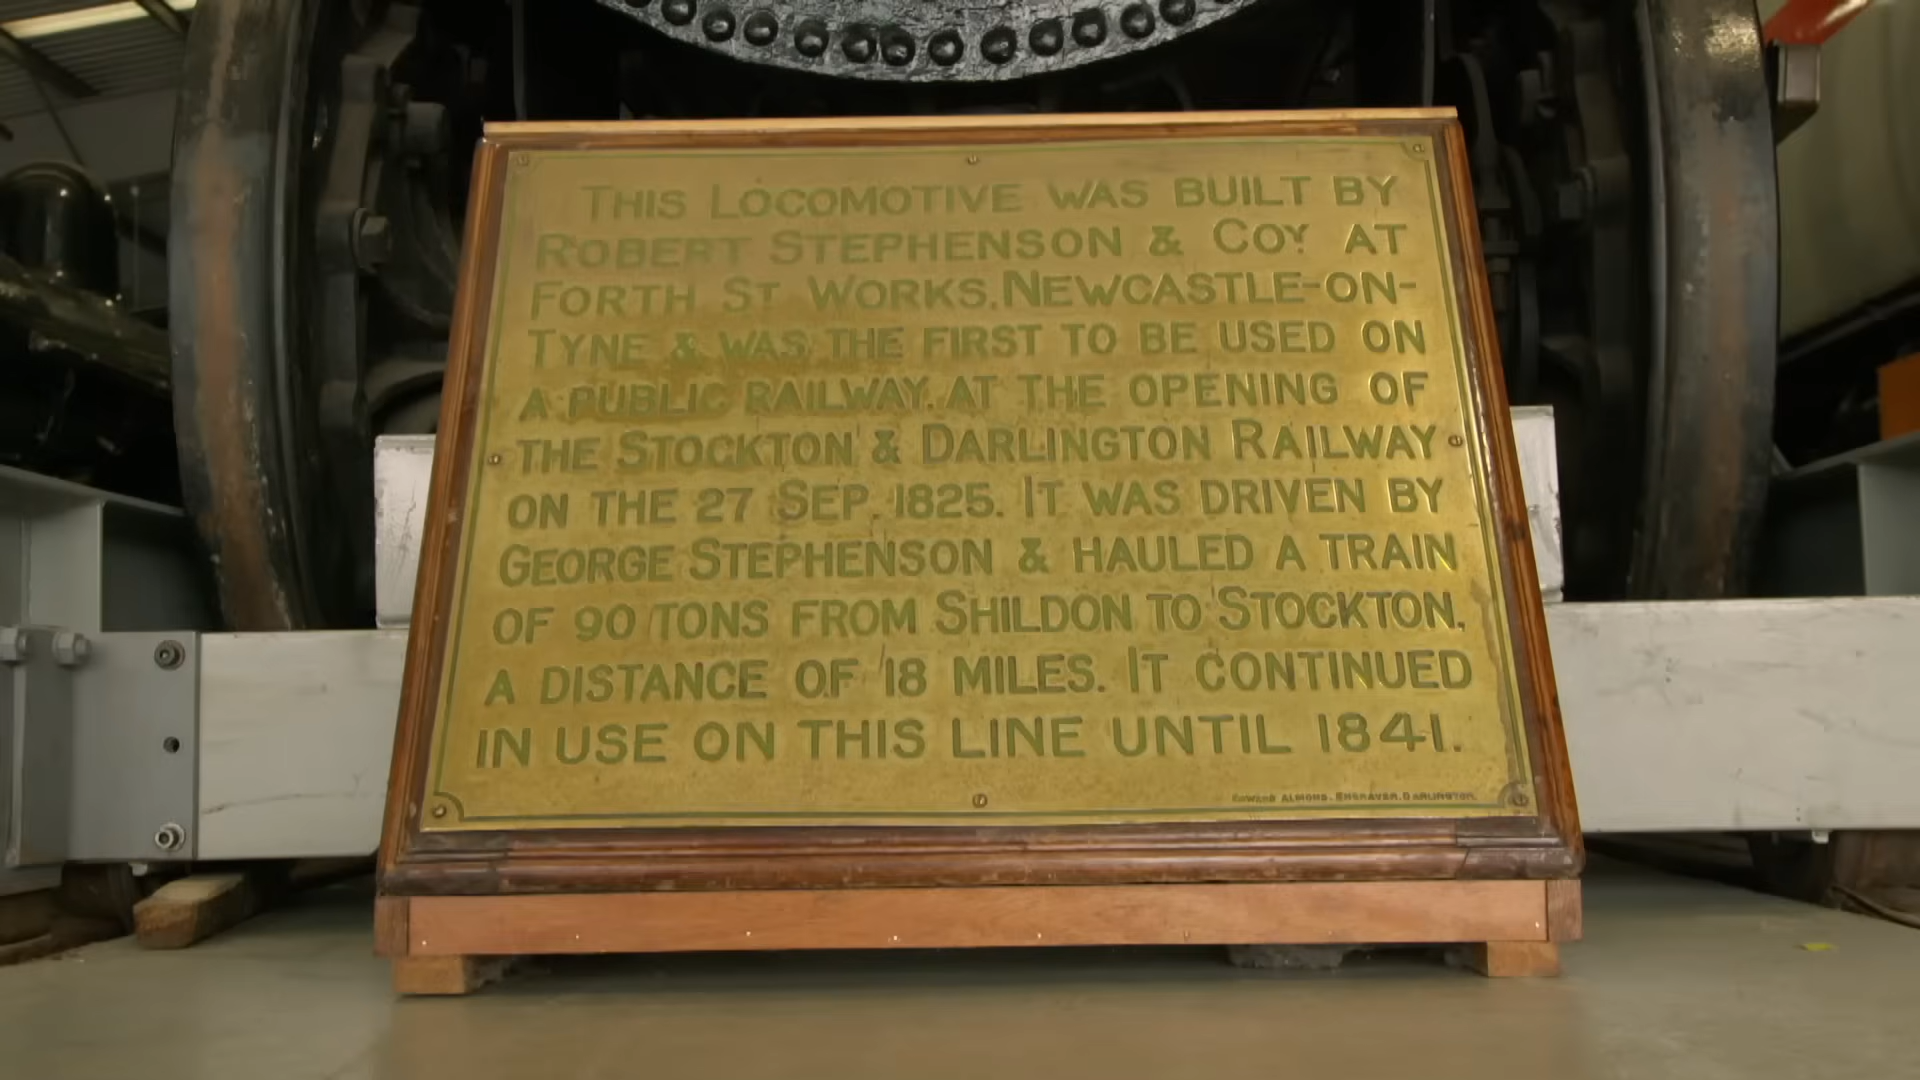 THIS LOCOMOTIVE WAS BUILT BY
ROBERT STEPHENSON & COY AT
FORTH ST WORKS, NEWCASTLE-ON-
TYNE & WAS THE FIRST TO BE USED ON
A PUBLIC RAILWAY. AT THE OPENING OF
THE STOCKTON & DARLINGTON RAILWAY
ON THE 27 SEP. 1825. IT WAS DRIVEN BY
GEORGE STEPHENSON & HAULED A TRAIN
OF 90 TONS FROM SHILDON TO STOCKTON,
A DISTANCE OF 18 MILES. IT CONTINUED
IN USE ON THIS LINE UNTIL 1841.
EDWARD ALMOND. ENGRAVER. DARLINGTON.